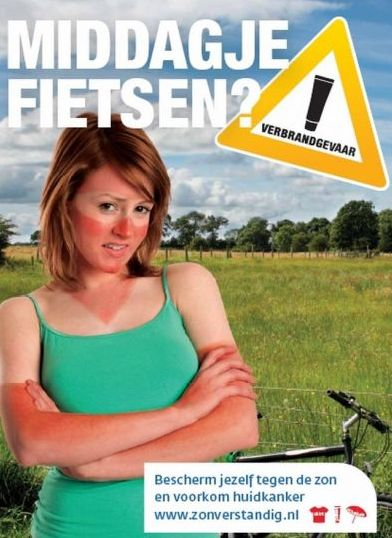 MIDDAGJE
FIETSEN?
VERBRANDGEVAAR
Bescherm jezelf tegen de zon
en voorkom huidkanker
www.zonverstandig.nl